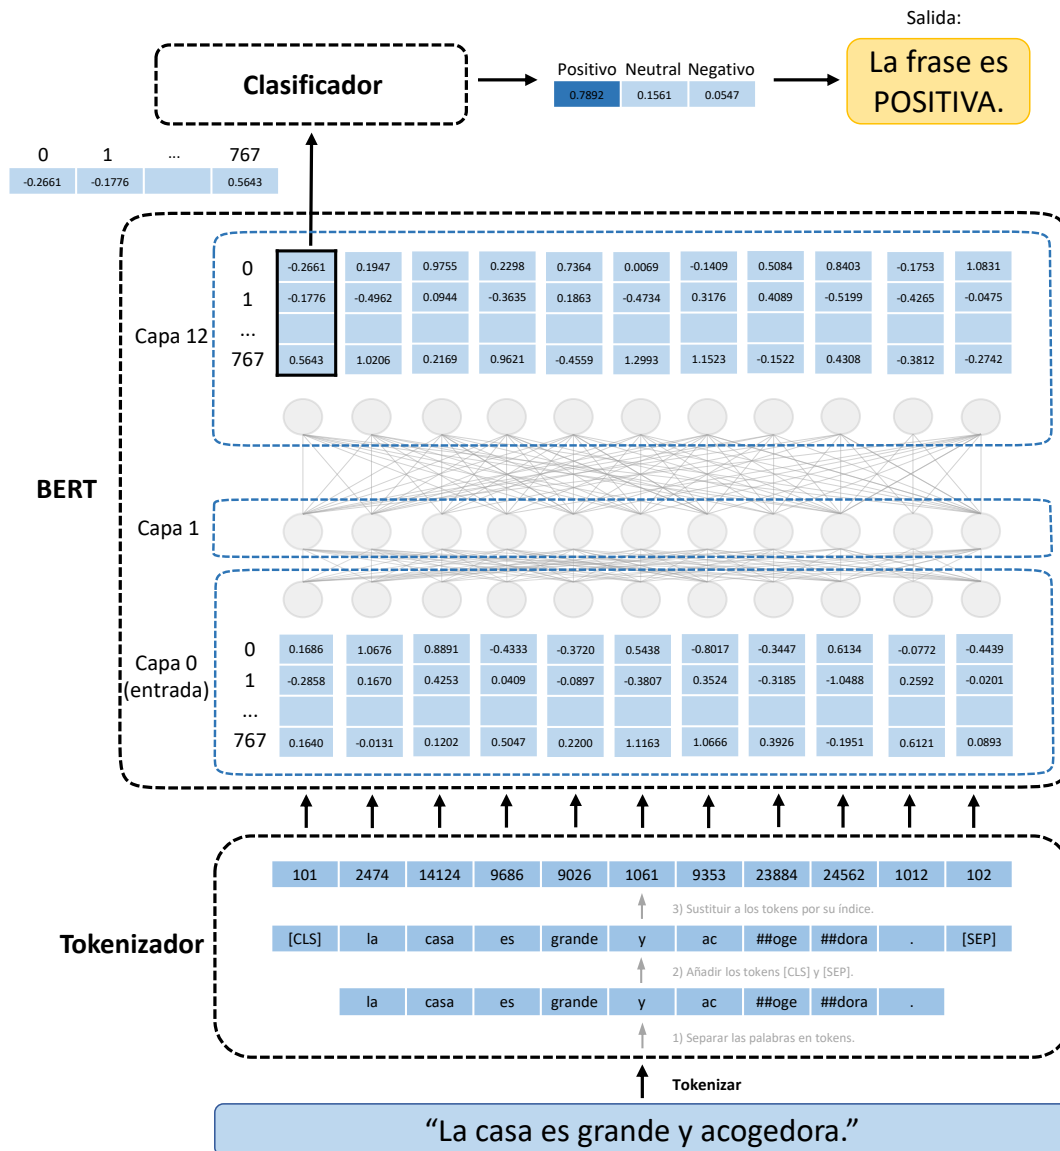 Salida:
Clasificador
Positivo Neutral Negativo
0.7892 0.1561 0.0547
La frase es
POSITIVA.
0 1 ... 767
-0.2661 -0.1776 0.5643
BERT
Capa 12
0 -0.2661 0.1947 0.9755 0.2298 0.7364 0.0069 -0.1409 0.5084 0.8403 -0.1753 1.0831
1 -0.1776 -0.4962 0.0944 -0.3635 0.1863 -0.4734 0.3176 0.4089 -0.5199 -0.4265 -0.0475
...
767 0.5643 1.0206 0.2169 0.9621 -0.4559 1.2993 1.1523 -0.1522 0.4308 -0.3812 -0.2742
Capa 1
Capa 0
(entrada)
0 0.1686 1.0676 0.8891 -0.4333 -0.3720 0.5438 -0.8017 -0.3447 0.6134 -0.0772 -0.4439
1 -0.2858 0.1670 0.4253 0.0409 -0.0897 -0.3807 0.3524 -0.3185 -1.0488 0.2592 -0.0201
...
767 0.1640 -0.0131 0.1202 0.5047 0.2200 1.1163 1.0666 0.3926 -0.1951 0.6121 0.0893
Tokenizador
101 2474 14124 9686 9026 1061 9353 23884 24562 1012 102
3) Sustituir a los tokens por su índice.
[CLS] la casa es grande y ac ##oge ##dora . [SEP]
2) Añadir los tokens [CLS] y [SEP].
la casa es grande y ac ##oge ##dora .
1) Separar las palabras en tokens.
Tokenizar
“La casa es grande y acogedora.”